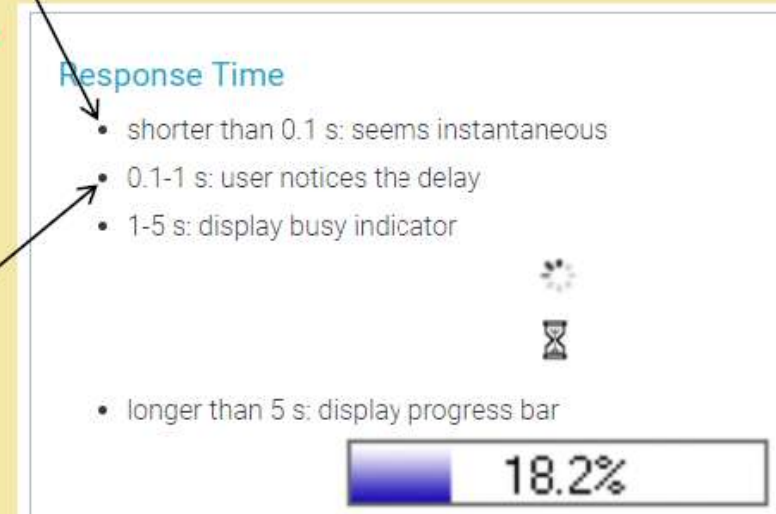 Response Time
• shorter than 0.1 s: seems instantaneous
• 0.1-1 s: user notices the delay
• 1-5 s: display busy indicator
• longer than 5 s: display progress bar
18.2%